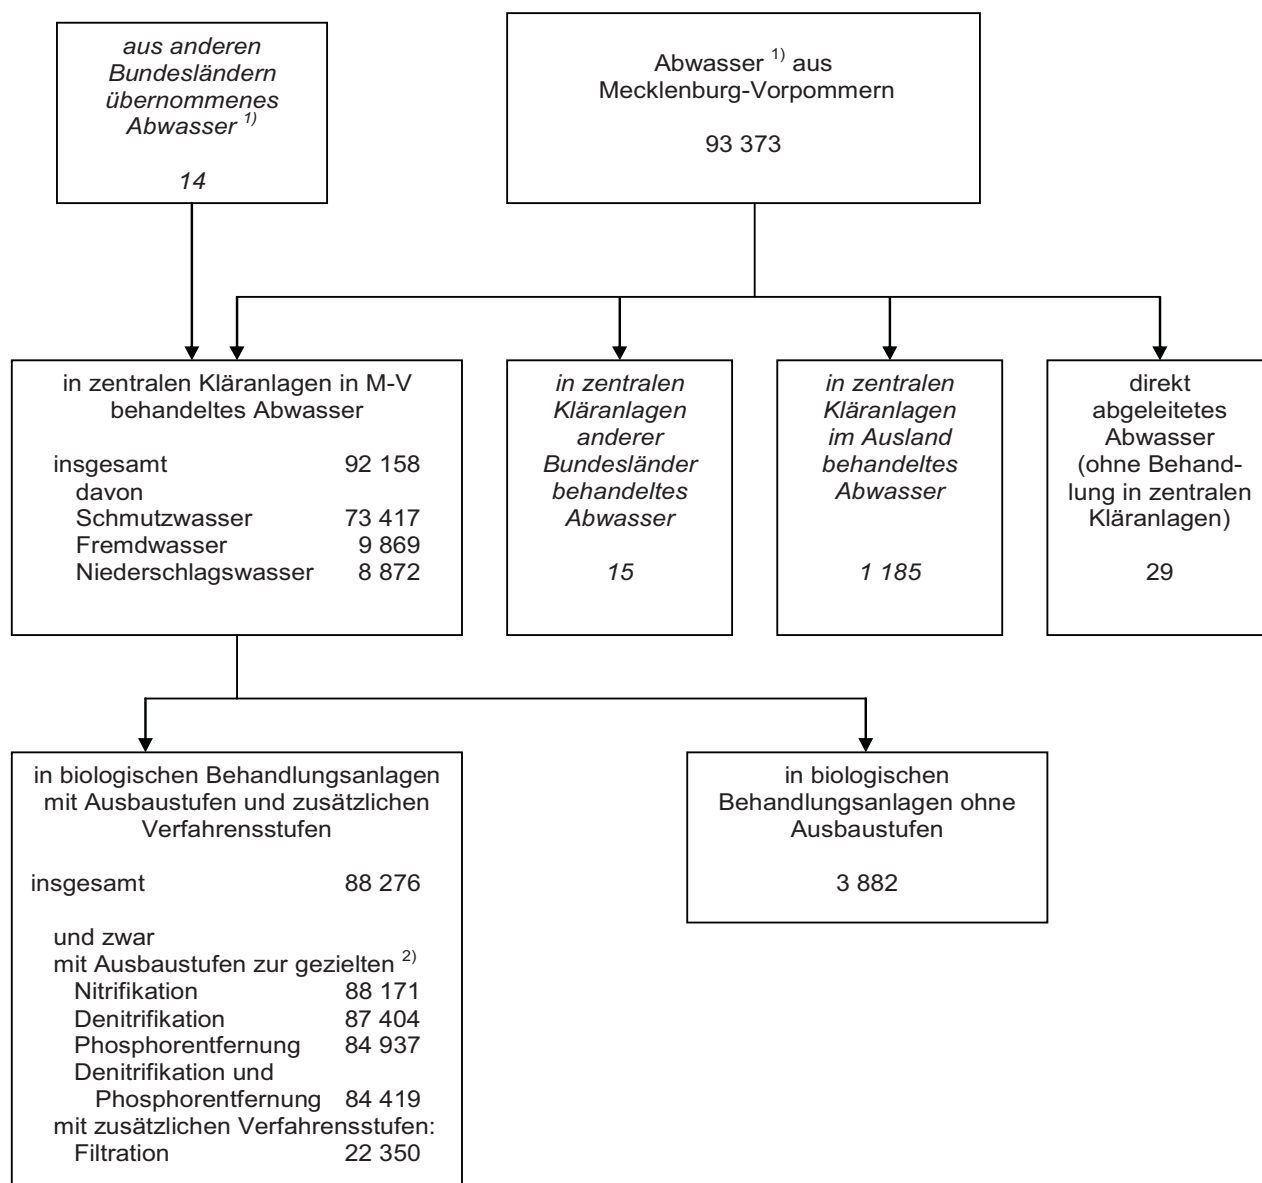 aus anderen
Bundesländern
übernommenes
Abwasser 1)
14
Abwasser 1) aus
Mecklenburg-Vorpommern
93 373
in zentralen Kläranlagen in M-V
behandeltes Abwasser
insgesamt 92 158
davon
Schmutzwasser 73 417
Fremdwasser 9 869
Niederschlagswasser 8 872
in zentralen
Kläranlagen
anderer
Bundesländer
behandeltes
Abwasser
15
in zentralen
Kläranlagen
im Ausland
behandeltes
Abwasser
1 185
direkt
abgeleitetes
Abwasser
(ohne Behand-
lung in zentralen
Kläranlagen)
29
in biologischen Behandlungsanlagen
mit Ausbaustufen und zusätzlichen
Verfahrensstufen
insgesamt 88 276
und zwar
mit Ausbaustufen zur gezielten 2)
Nitrifikation 88 171
Denitrifikation 87 404
Phosphorentfernung 84 937
Denitrifikation und
Phosphorentfernung 84 419
mit zusätzlichen Verfahrensstufen:
Filtration 22 350
in biologischen
Behandlungsanlagen ohne
Ausbaustufen
3 882